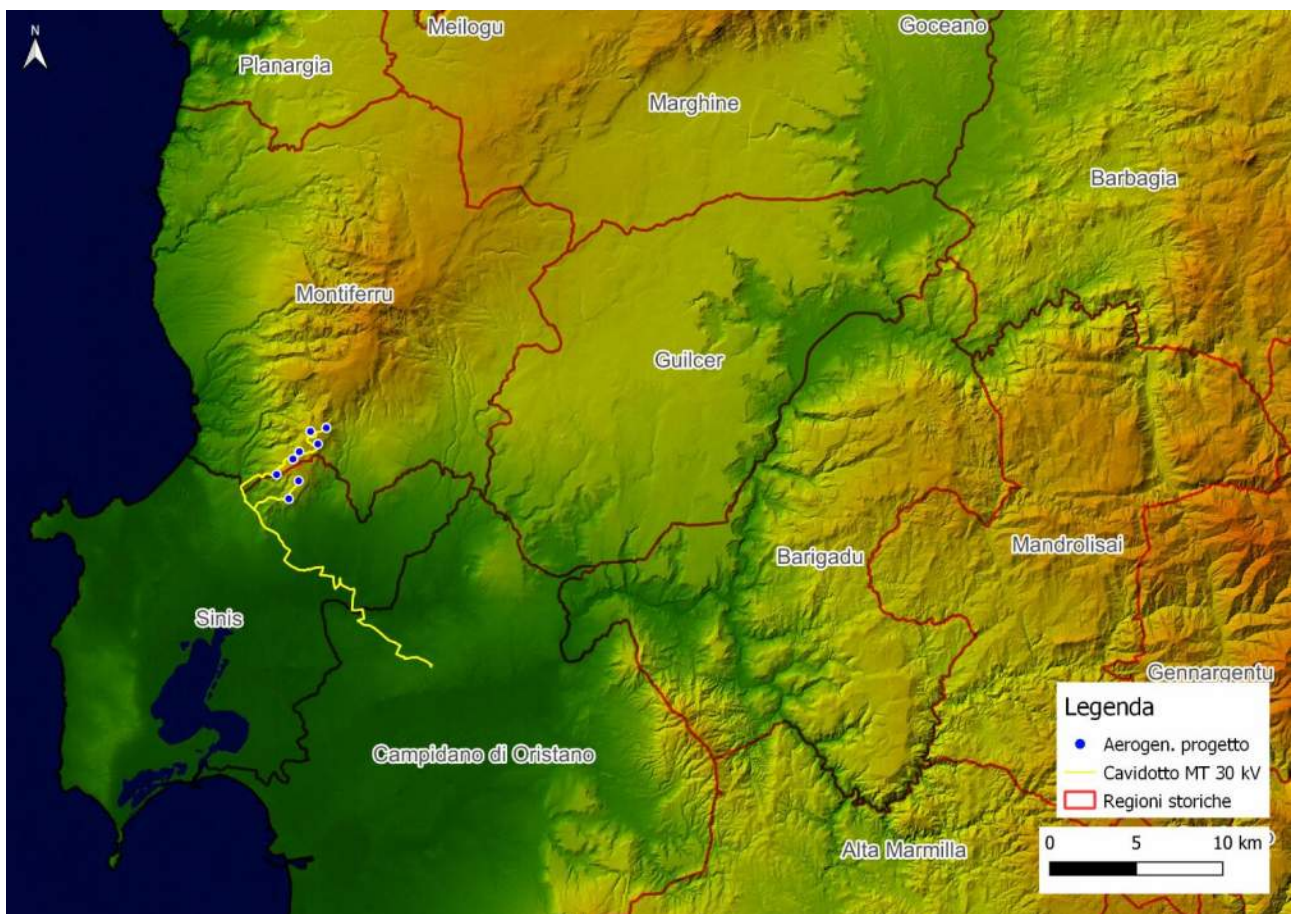 N
Meilogu
Goceano
Planargia
Marghine
Barbagia
Montiferru
Guilcer
Barigadu
Mandrolisai
Sinis
Gennargentu
Campidano di Oristano
Alta Marmilla
Legenda
Aerogen. progetto
Cavidotto MT 30 kV
Regioni storiche
0 5 10 km